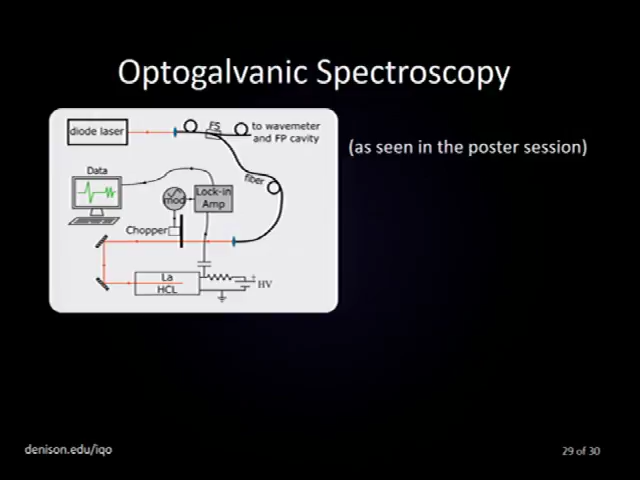 Optogalvanic Spectroscopy
diode laser
FS
to wavemeter
and FP cavity
(as seen in the poster session)
Data
fiber
mod
Lock-in
Amp
Chopper
La
HCL
+
HV
denison.edu/iqo
29 of 30